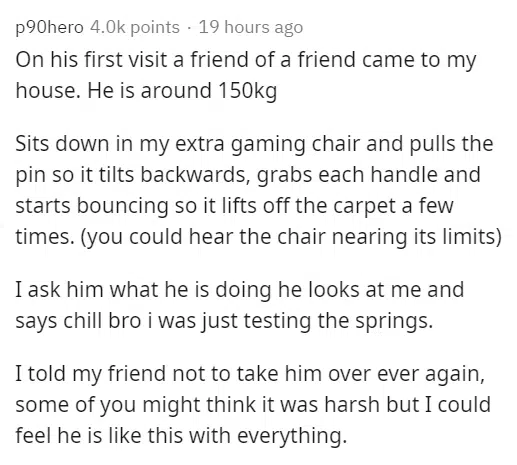 p90hero 4.0k points · 19 hours ago
On his first visit a friend of a friend came to my
house. He is around 150kg
Sits down in my extra gaming chair and pulls the
pin so it tilts backwards, grabs each handle and
starts bouncing so it lifts off the carpet a few
times. (you could hear the chair nearing its limits)
I ask him what he is doing he looks at me and
says chill bro i was just testing the springs.
I told my friend not to take him over ever again,
some of you might think it was harsh but I could
feel he is like this with everything.